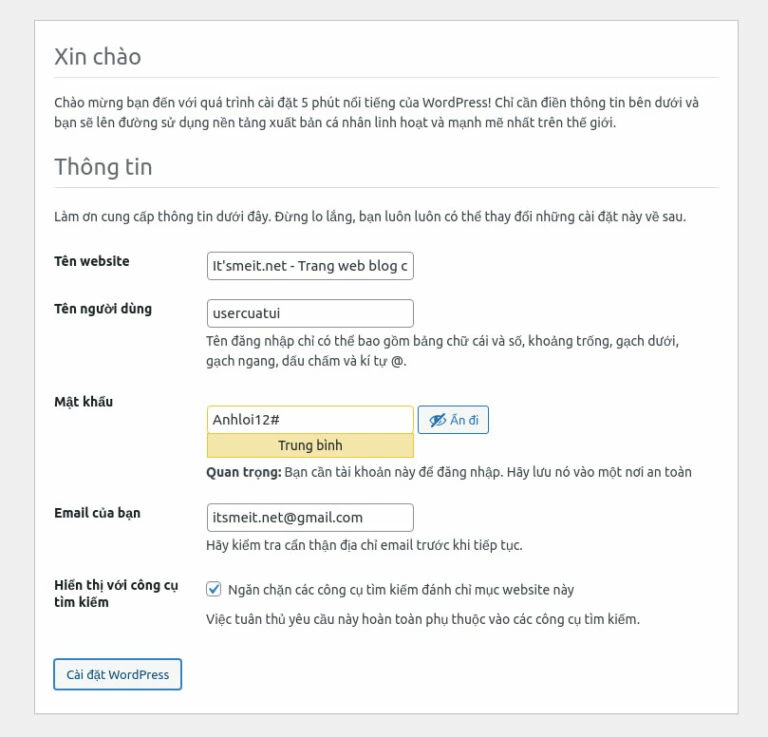 Xin chào
Chào mừng bạn đến với quá trình cài đặt 5 phút nổi tiếng của WordPress! Chỉ cần điền thông tin bên dưới và
bạn sẽ lên đường sử dụng nền tảng xuất bản cá nhân linh hoạt và mạnh mẽ nhất trên thế giới.
Thông tin
Làm ơn cung cấp thông tin dưới đây. Đừng lo lắng, bạn luôn luôn có thể thay đổi những cài đặt này về sau.
Tên website
It'smeit.net - Trang web blog c
Tên người dùng
usercuatui
Tên đăng nhập chỉ có thể bao gồm bảng chữ cái và số, khoảng trống, gạch dưới,
gạch ngang, dấu chấm và kí tự @.
Mật khẩu
Anhloi12#
Ẩn đi
Trung bình
Quan trọng: Bạn cần tài khoản này để đăng nhập. Hãy lưu nó vào một nơi an toàn
Email của bạn
itsmeit.net@gmail.com
Hãy kiểm tra cẩn thận địa chỉ email trước khi tiếp tục.
Hiển thị với công cụ
tìm kiếm
Ngăn chặn các công cụ tìm kiếm đánh chỉ mục website này
Việc tuân thủ yêu cầu này hoàn toàn phụ thuộc vào các công cụ tìm kiếm.
Cài đặt WordPress